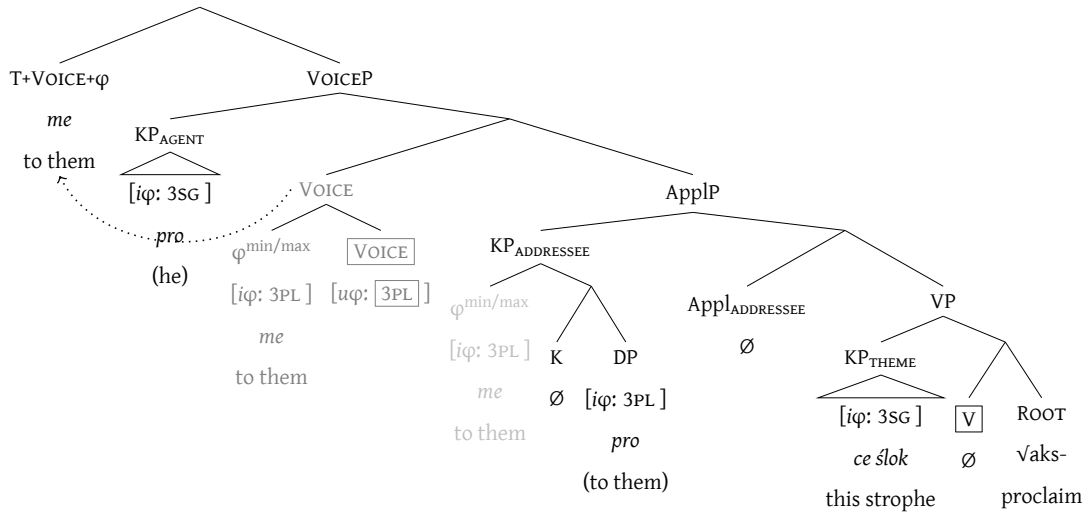 T+VOICE+φ VOICEP
me
to them
KP_AGENT
[iφ: 3SG ]
pro
(he)
VOICE ApplP
φ^min/max VOICE
[iφ: 3PL ] [uφ: 3PL ]
me
to them
KP_ADDRESSEE
φ^min/max
[iφ: 3PL ]
me
to them
K DP
Ø [iφ: 3PL ]
pro
(to them)
Appl_ADDRESSEE VP
Ø
KP_THEME
[iφ: 3SG ] V ROOT
ce ślok Ø √aks-
this strophe proclaim